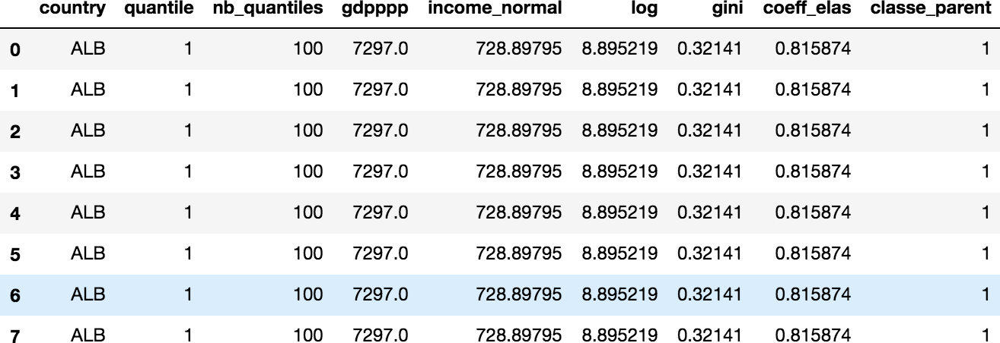 country quantile nb_quantiles gdpppp income_normal log gini coeff_elas classe_parent
0 ALB 1 100 7297.0 728.89795 8.895219 0.32141 0.815874 1
1 ALB 1 100 7297.0 728.89795 8.895219 0.32141 0.815874 1
2 ALB 1 100 7297.0 728.89795 8.895219 0.32141 0.815874 1
3 ALB 1 100 7297.0 728.89795 8.895219 0.32141 0.815874 1
4 ALB 1 100 7297.0 728.89795 8.895219 0.32141 0.815874 1
5 ALB 1 100 7297.0 728.89795 8.895219 0.32141 0.815874 1
6 ALB 1 100 7297.0 728.89795 8.895219 0.32141 0.815874 1
7 ALB 1 100 7297.0 728.89795 8.895219 0.32141 0.815874 1